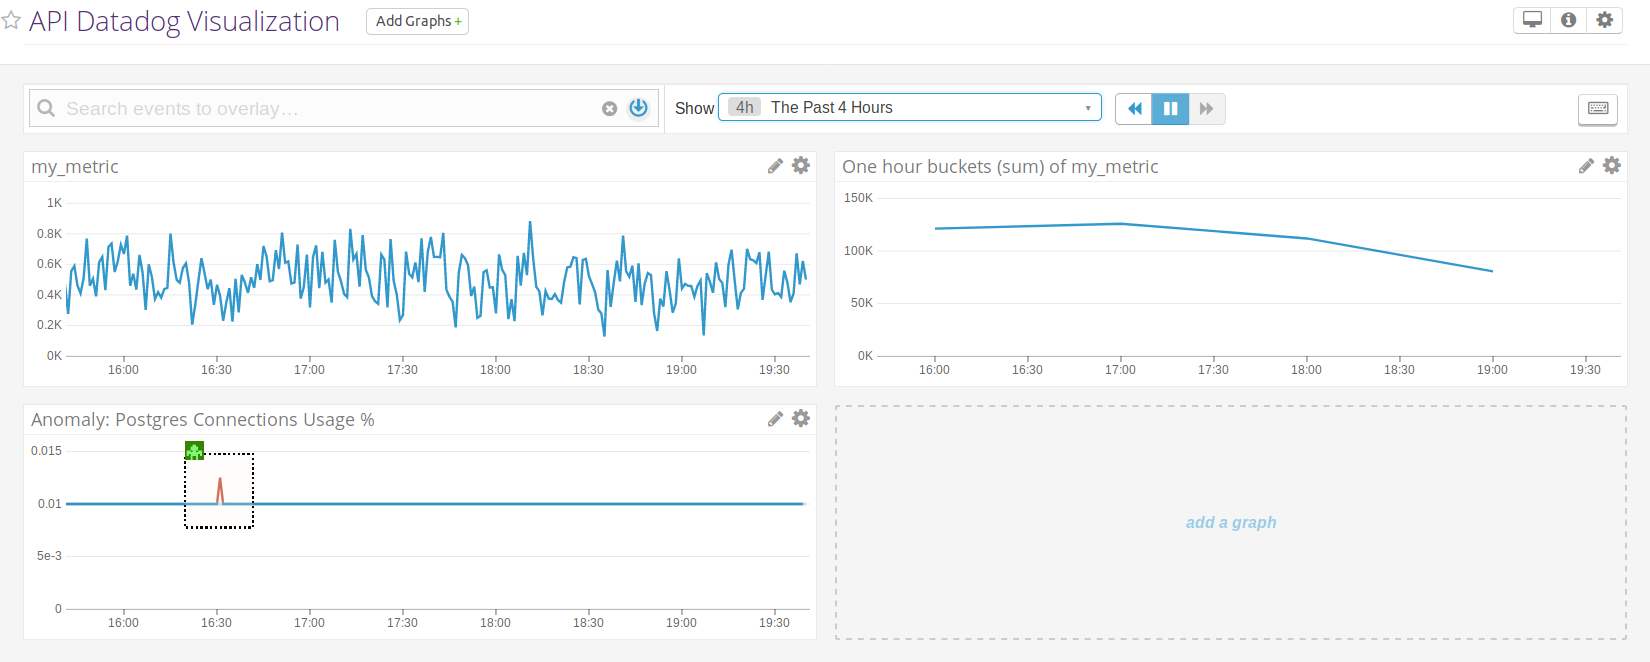 API Datadog Visualization Add Graphs +
Search events to overlay... Show 4h The Past 4 Hours
my_metric
1K
0.8K
0.6K
0.4K
0.2K
0K
16:00 16:30 17:00 17:30 18:00 18:30 19:00 19:30
One hour buckets (sum) of my_metric
150K
100K
50K
0K
16:00 16:30 17:00 17:30 18:00 18:30 19:00 19:30
Anomaly: Postgres Connections Usage %
0.015
0.01
5e-3
0
16:00 16:30 17:00 17:30 18:00 18:30 19:00 19:30
add a graph